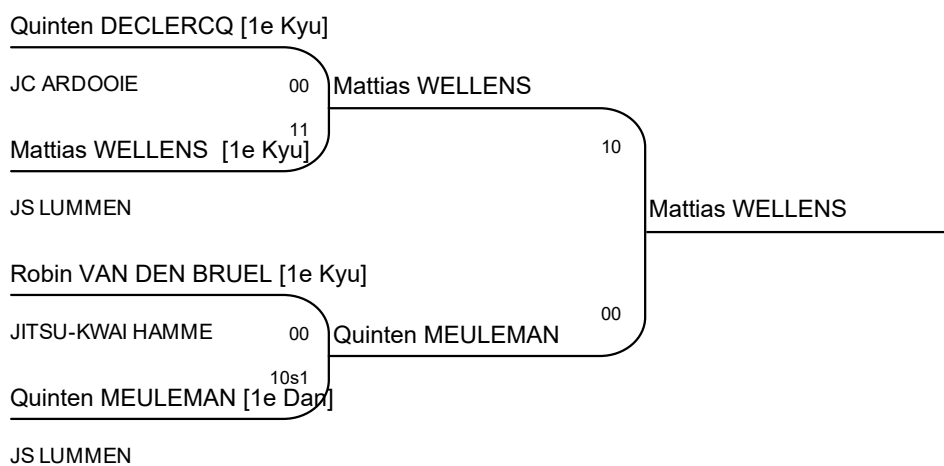 Quinten DECLERCQ [1e Kyu]
JC ARDOOIE 00 Mattias WELLENS
11
Mattias WELLENS [1e Kyu] 10
JS LUMMEN Mattias WELLENS
Robin VAN DEN BRUEL [1e Kyu]
00
JITSU-KWAI HAMME 00 Quinten MEULEMAN
10s1
Quinten MEULEMAN [1e Dan]
JS LUMMEN